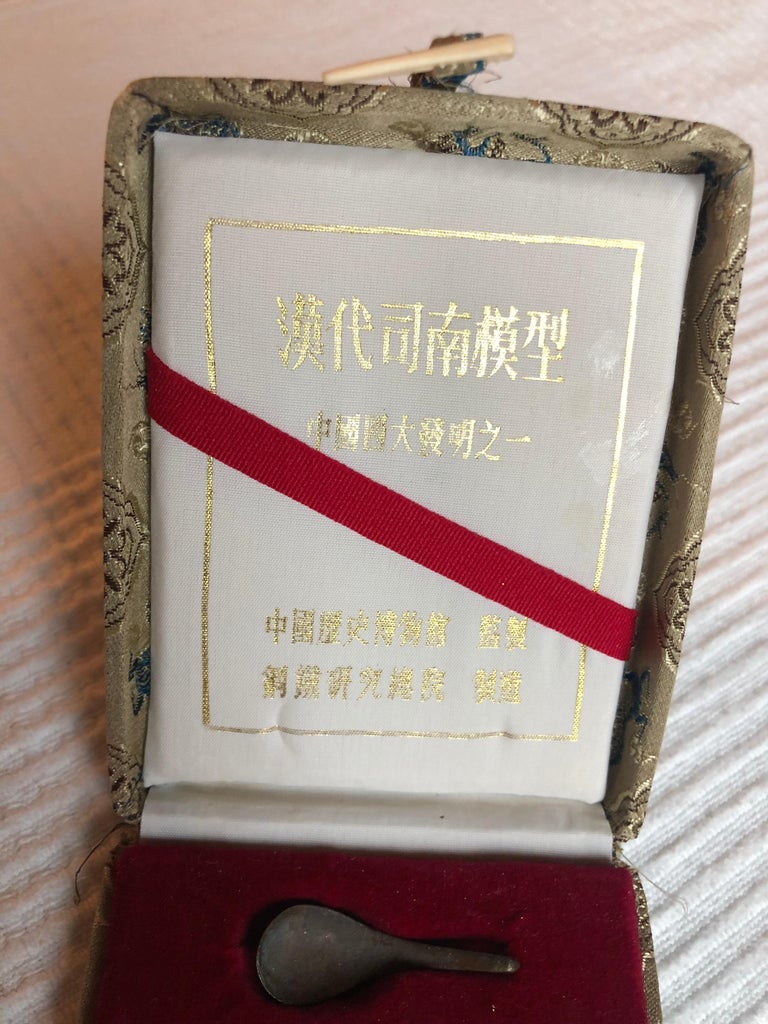 漢代司南模型
中國四大發明之一
中國歷史博物館 監製
鋼鐵研究總院 製造